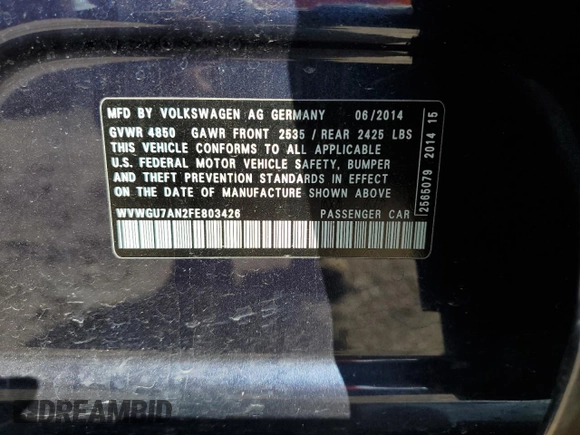 MFD BY VOLKSWAGEN AG GERMANY 06/2014
GVWR 4850 GAWR FRONT 2535 / REAR 2425 LBS
THIS VEHICLE CONFORMS TO ALL APPLICABLE
U.S. FEDERAL MOTOR VEHICLE SAFETY, BUMPER
AND THEFT PREVENTION STANDARDS IN EFFECT
ON THE DATE OF MANUFACTURE SHOWN ABOVE.
WVWGU7AN2FE803426 PASSENGER CAR
2565079 2014 15
DREAMBID